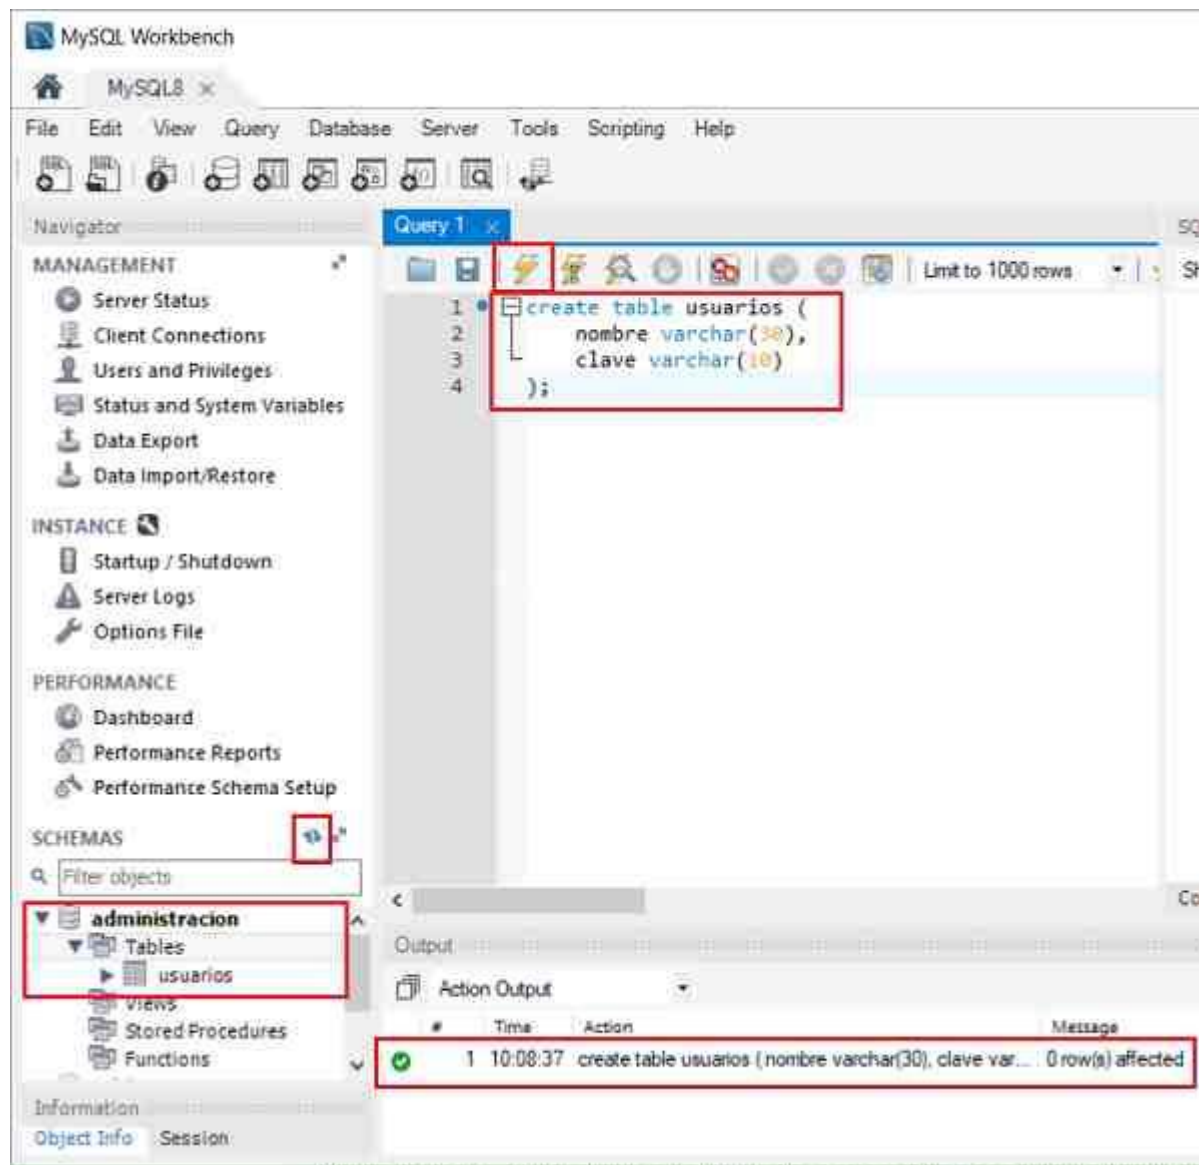 MySQL Workbench
MySQL8
File Edit View Query Database Server Tools Scripting Help
Navigator
MANAGEMENT
Server Status
Client Connections
Users and Privileges
Status and System Variables
Data Export
Data Import/Restore
INSTANCE
Startup / Shutdown
Server Logs
Options File
PERFORMANCE
Dashboard
Performance Reports
Performance Schema Setup
SCHEMAS
Filter objects
administracion
Tables
usuarios
Views
Stored Procedures
Functions
Information
Object Info Session
Query 1
Limit to 1000 rows
1 create table usuarios (
2 nombre varchar(30),
3 clave varchar(10)
4 );
Output
Action Output
# Time Action Message
1 10:08:37 create table usuarios ( nombre varchar(30), clave var... 0 row(s) affected